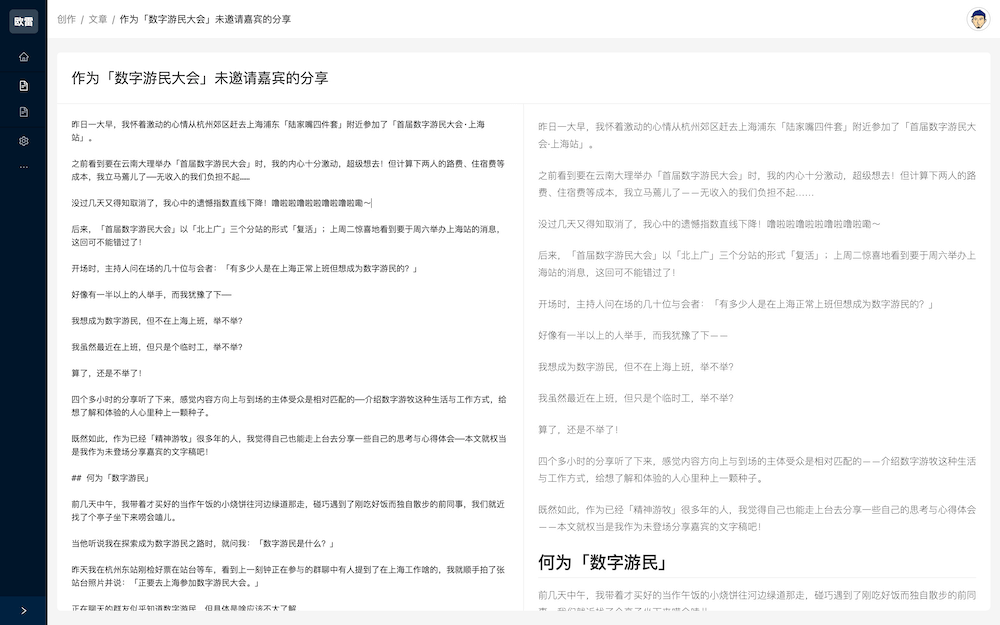 欧雷
创作 / 文章 / 作为「数字游民大会」未邀请嘉宾的分享
作为「数字游民大会」未邀请嘉宾的分享
昨日一大早，我怀着激动的心情从杭州郊区赶去上海浦东「陆家嘴四件套」附近参加了「首届数字游民大会·上海
站」。
之前看到要在云南大理举办「首届数字游民大会」时，我的内心十分激动，超级想去！但计算下两人的路费、住宿费等
成本，我立马蔫儿了——无收入的我们负担不起……
没过几天又得知取消了，我心中的遗憾指数直线下降！噜啦啦噜啦啦噜啦噜啦嘞～
后来，「首届数字游民大会」以「北上广」三个分站的形式「复活」；上周二惊喜地看到要于周六举办上海站的消息，
这回可不能错过了！
开场时，主持人问在场的几十位与会者：「有多少人是在上海正常上班但想成为数字游民的？」
好像有一半以上的人举手，而我犹豫了下——
我想成为数字游民，但不在上海上班，举不举？
我虽然最近在上班，但只是个临时工，举不举？
算了，还是不举了！
四个多小时的分享听了下来，感觉内容方向上与到场的主体受众是相对匹配的——介绍数字游牧这种生活与工作方式，给
想了解和体验的人心里种上一颗种子。
既然如此，作为已经「精神游牧」很多年的人，我觉得自己也能走上台去分享一些自己的思考与心得体会——本文就权当
是我作为未登场分享嘉宾的文字稿吧！
## 何为「数字游民」
前几天中午，我带着才买好的当作午饭的小烧饼往河边绿道那走，碰巧遇到了刚吃好饭而独自散步的前同事，我们就近
找了个亭子坐下来唠会嗑儿。
当他听说我在探索成为数字游民之路时，就问我：「数字游民是什么？」
昨天我在杭州东站刚检好票在站台等车，看到上一刻钟正在参与的群聊中有人提到了在上海工作啥的，我就顺手拍了张
站台照片并说：「正要去上海参加数字游民大会。」
正在聊天的群友似乎知道数字游民，但具体是啥应该不太了解
昨日一大早，我怀着激动的心情从杭州郊区赶去上海浦东「陆家嘴四件套」附近参加了「首届数字游民大
会·上海站」。
之前看到要在云南大理举办「首届数字游民大会」时，我的内心十分激动，超级想去！但计算下两人的路
费、住宿费等成本，我立马蔫儿了——无收入的我们负担不起……
没过几天又得知取消了，我心中的遗憾指数直线下降！噜啦啦噜啦啦噜啦噜啦嘞～
后来，「首届数字游民大会」以「北上广」三个分站的形式「复活」；上周二惊喜地看到要于周六举办上
海站的消息，这回可不能错过了！
开场时，主持人问在场的几十位与会者：「有多少人是在上海正常上班但想成为数字游民的？」
好像有一半以上的人举手，而我犹豫了下——
我想成为数字游民，但不在上海上班，举不举？
我虽然最近在上班，但只是个临时工，举不举？
算了，还是不举了！
四个多小时的分享听了下来，感觉内容方向上与到场的主体受众是相对匹配的——介绍数字游牧这种生活
与工作方式，给想了解和体验的人心里种上一颗种子。
既然如此，作为已经「精神游牧」很多年的人，我觉得自己也能走上台去分享一些自己的思考与心得体会
——本文就权当是我作为未登场分享嘉宾的文字稿吧！
何为「数字游民」
前几天中午，我带着才买好的当作午饭的小烧饼往河边绿道那走，碰巧遇到了刚吃好饭而独自散步的前同
事，我们就近找了个亭子坐下来唠会嗑儿